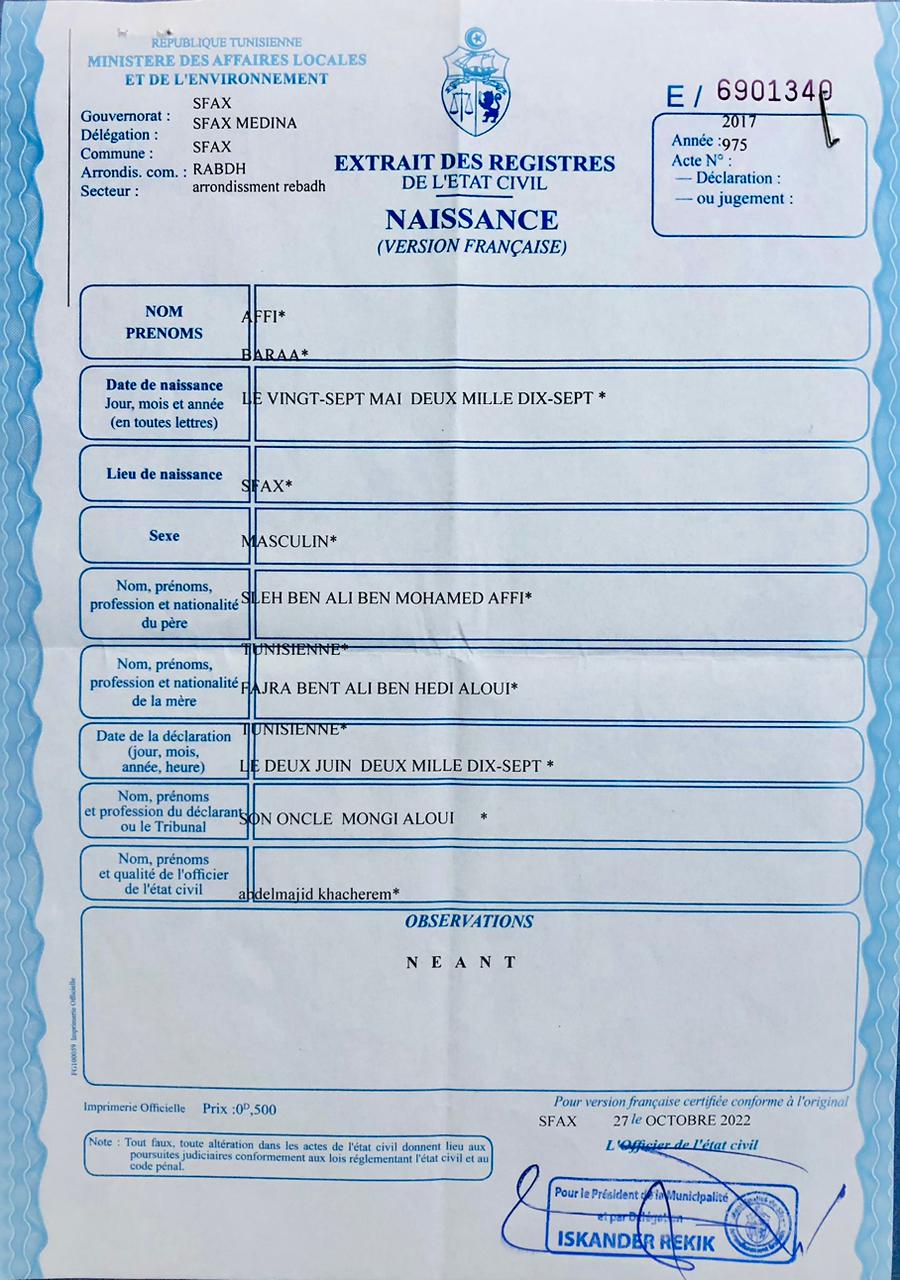 REPUBLIQUE TUNISIENNE
MINISTERE DES AFFAIRES LOCALES
ET DE L'ENVIRONNEMENT
Gouvernorat : SFAX
Délégation : SFAX MEDINA
Commune : SFAX
Arrondis. com. : RABDH
Secteur : arrondissment rebadh
EXTRAIT DES REGISTRES
DE L'ETAT CIVIL
NAISSANCE
(VERSION FRANÇAISE)
E / 6901340
2017
Année : 975
Acte N° :
— Déclaration :
— ou jugement :
NOM
PRENOMS
AFFI*
BARAA*
Date de naissance
Jour, mois et année
(en toutes lettres)
LE VINGT-SEPT MAI DEUX MILLE DIX-SEPT *
Lieu de naissance
SFAX*
Sexe
MASCULIN*
Nom, prénoms,
profession et nationalité
du père
SLEH BEN ALI BEN MOHAMED AFFI*
TUNISIENNE*
Nom, prénoms,
profession et nationalité
de la mère
FAJRA BENT ALI BEN HEDI ALOUI*
TUNISIENNE*
Date de la déclaration
(jour, mois,
année, heure)
LE DEUX JUIN DEUX MILLE DIX-SEPT *
Nom, prénoms
et profession du déclarant
ou le Tribunal
SON ONCLE MONGI ALOUI *
Nom, prénoms
et qualité de l'officier
de l'état civil
abdelmajid khacherem*
OBSERVATIONS
N E A N T
FG100059 Imprimerie Officielle
Imprimerie Officielle Prix :0ᴰ,500
Note : Tout faux, toute altération dans les actes de l'état civil donnent lieu aux
poursuites judiciaires conformement aux lois réglementant l'état civil et au
code pénal.
Pour version française certifiée conforme à l'original
SFAX 27 le OCTOBRE 2022
L'Officier de l'état civil
Pour le Président de la Municipalité
et par Délégation
ISKANDER REKIK